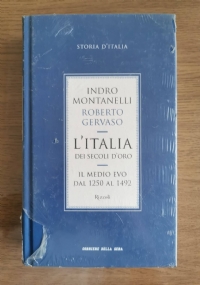 STORIA D'ITALIA
INDRO
MONTANELLI
ROBERTO
GERVASO
L'ITALIA
DEI SECOLI D'ORO
IL MEDIO EVO
DAL 1250 AL 1492
Rizzoli
CORRIERE DELLA SERA